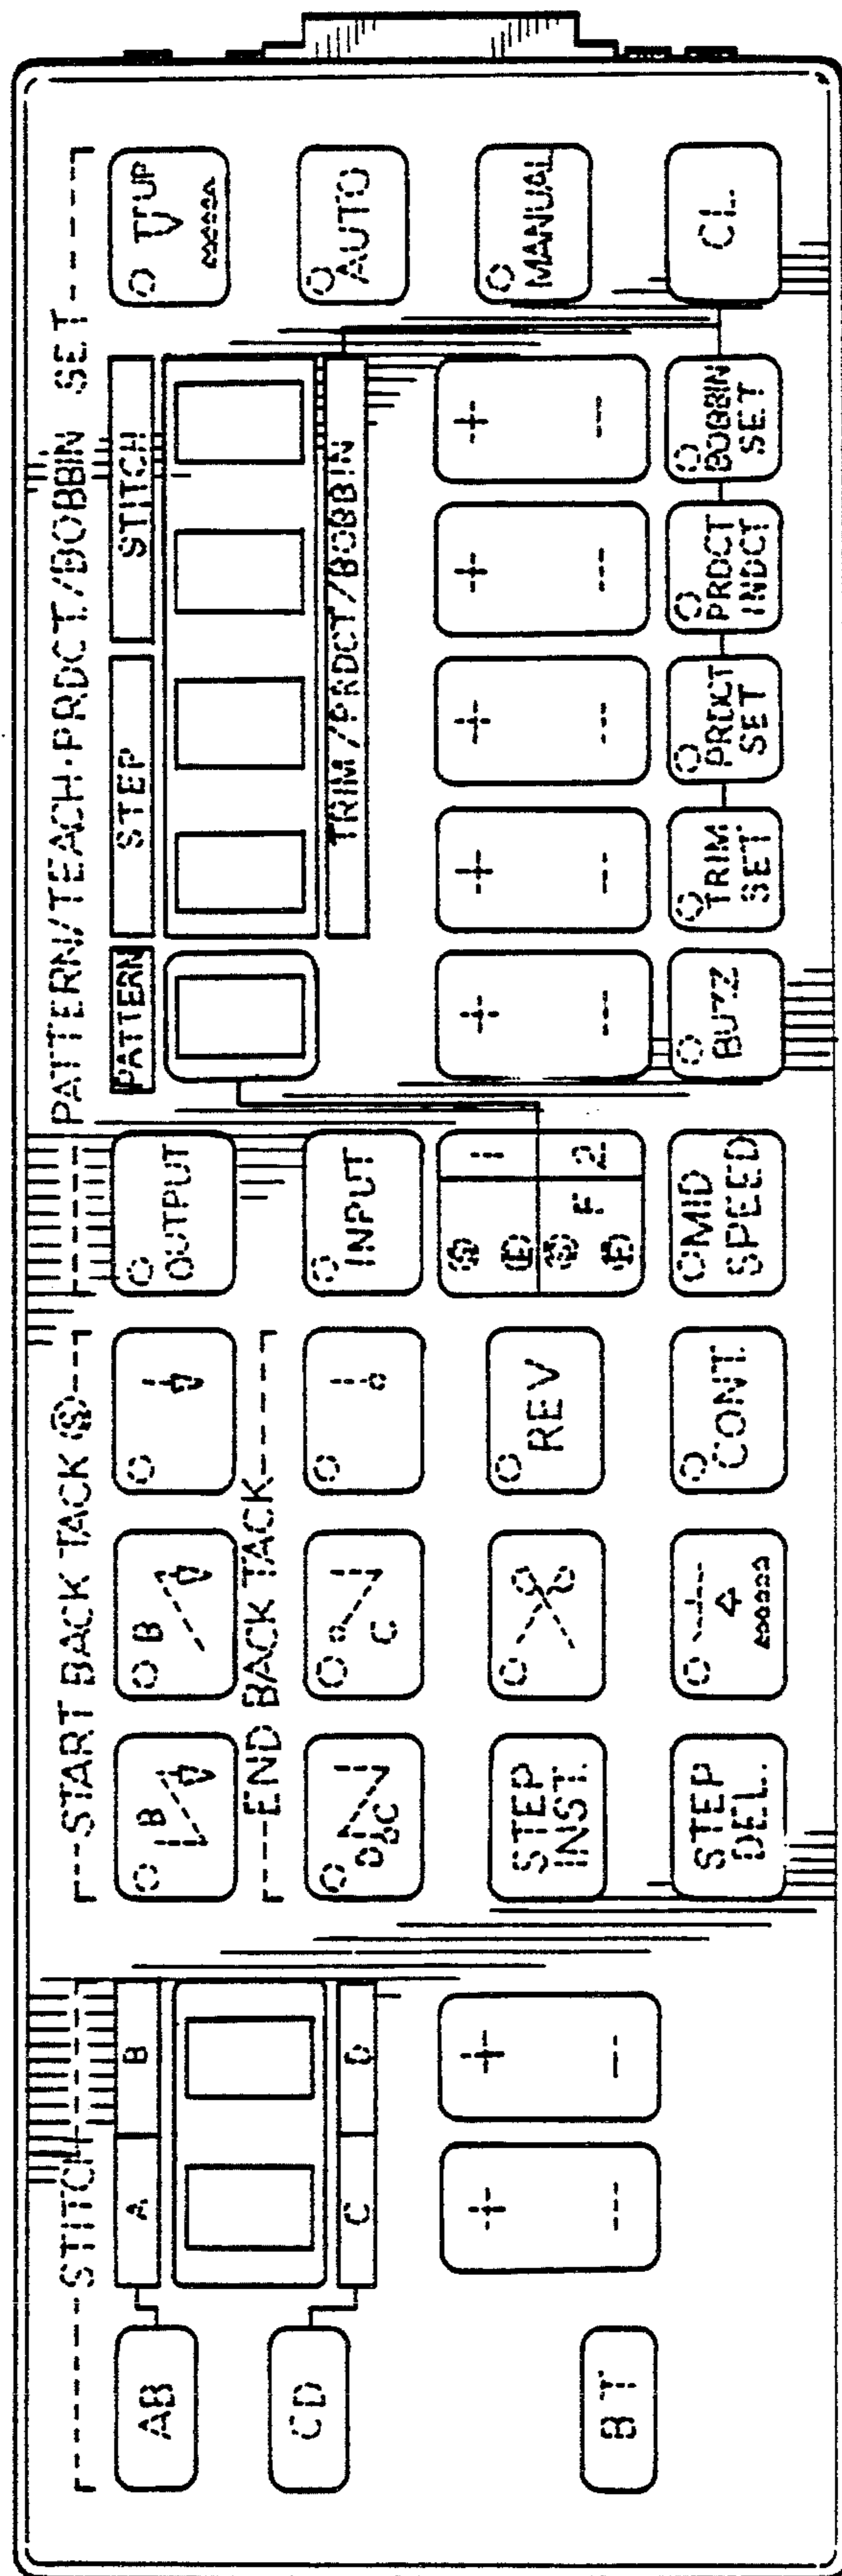 STITCH
A B
AB
C D
CD
+ +
- -
BT
START BACK TACK Ⓢ
B
B
END BACK TACK
D C
C
STEP INST.
REV
STEP DEL.
CONT.
OUTPUT
INPUT
1
2
F
MID SPEED
PATTERN/TEACH·PRDCT./BOBBIN SET
PATTERN STEP STITCH
TRIM/PRDCT/BOBBIN
+ + + + +
- - - - -
BUZZ
TRIM SET
PRDCT SET
PRDCT INDCT
BOBBIN SET
UP
AUTO
MANUAL
CL.